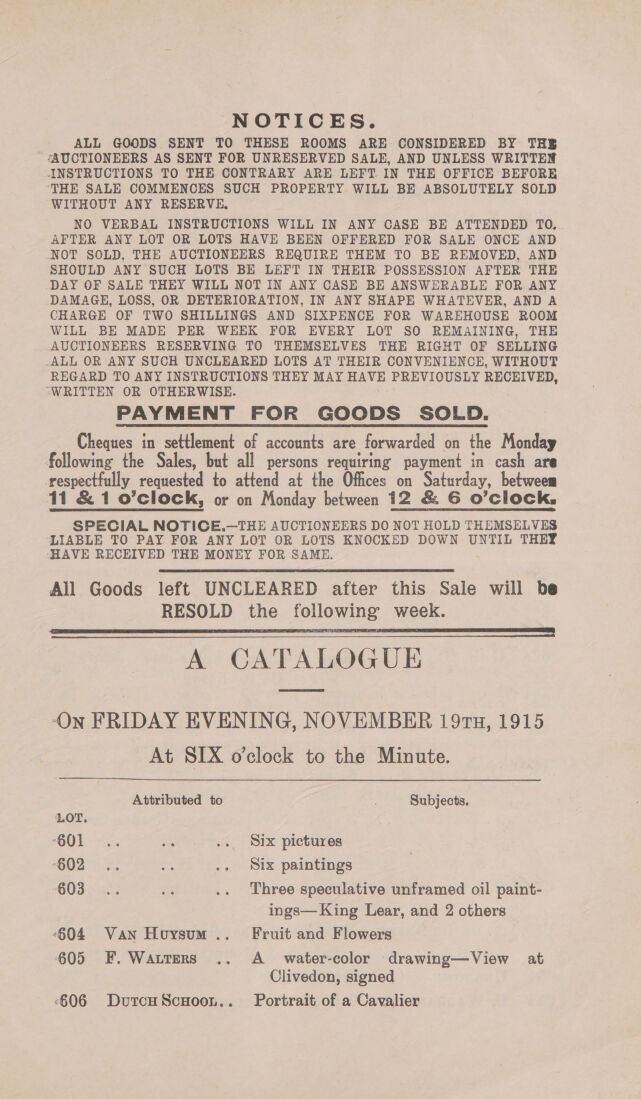 NOTICES.
ALL GOODS SENT TO THESE ROOMS ARE CONSIDERED BY THE
AUCTIONEERS AS SENT FOR UNRESERVED SALE, AND UNLESS WRITTEN
INSTRUCTIONS TO THE CONTRARY ARE LEFT IN THE OFFICE BEFORE
THE SALE COMMENCES SUCH PROPERTY WILL BE ABSOLUTELY SOLD
WITHOUT ANY RESERVE.
NO VERBAL INSTRUCTIONS WILL IN ANY CASE BE ATTENDED TO.
AFTER ANY LOT OR LOTS HAVE BEEN OFFERED FOR SALE ONCE AND
NOT SOLD, THE AUCTIONEERS REQUIRE THEM TO BE REMOVED, AND
SHOULD ANY SUCH LOTS BE LEFT IN THEIR POSSESSION AFTER THE
DAY OF SALE THEY WILL NOT IN ANY CASE BE ANSWERABLE FOR ANY
DAMAGE, LOSS, OR DETERIORATION, IN ANY SHAPE WHATEVER, AND A
CHARGE OF TWO SHILLINGS AND SIXPENCE FOR WAREHOUSE ROOM
WILL BE MADE PER WEEK FOR EVERY LOT SO REMAINING, THE
AUCTIONEERS RESERVING TO THEMSELVES THE RIGHT OF SELLING
ALL OR ANY SUCH UNCLEARED LOTS AT THEIR CONVENIENCE, WITHOUT
REGARD TO ANY INSTRUCTIONS THEY MAY HAVE PREVIOUSLY RECEIVED,
WRITTEN OR OTHERWISE.
PAYMENT FOR GOODS SOLD.
Cheques in settlement of accounts are forwarded on the Monday
following the Sales, but all persons requiring payment in cash are
respectfully requested to attend at the Offices on Saturday, between
11 & 1 o'clock, or on Monday between 12 & 6 o'clock.
SPECIAL NOTICE.—THE AUCTIONEERS DO NOT HOLD THEMSELVES
LIABLE TO PAY FOR ANY LOT OR LOTS KNOCKED DOWN UNTIL THEY
HAVE RECEIVED THE MONEY FOR SAME.
All Goods left UNCLEARED after this Sale will be
RESOLD the following week.
A CATALOGUE
ON FRIDAY EVENING, NOVEMBER 19TH, 1915
At SIX o'clock to the Minute.
Attributed to Subjects.
LOT.
601 .. .. .. Six pictures
602 .. .. .. Six paintings
603 .. .. .. Three speculative unframed oil paint-
ings—King Lear, and 2 others
604 VAN HUYSUM .. Fruit and Flowers
605 F. WALTERS .. A water-color drawing—View at
Clivedon, signed
606 DUTCH SCHOOL.. Portrait of a Cavalier